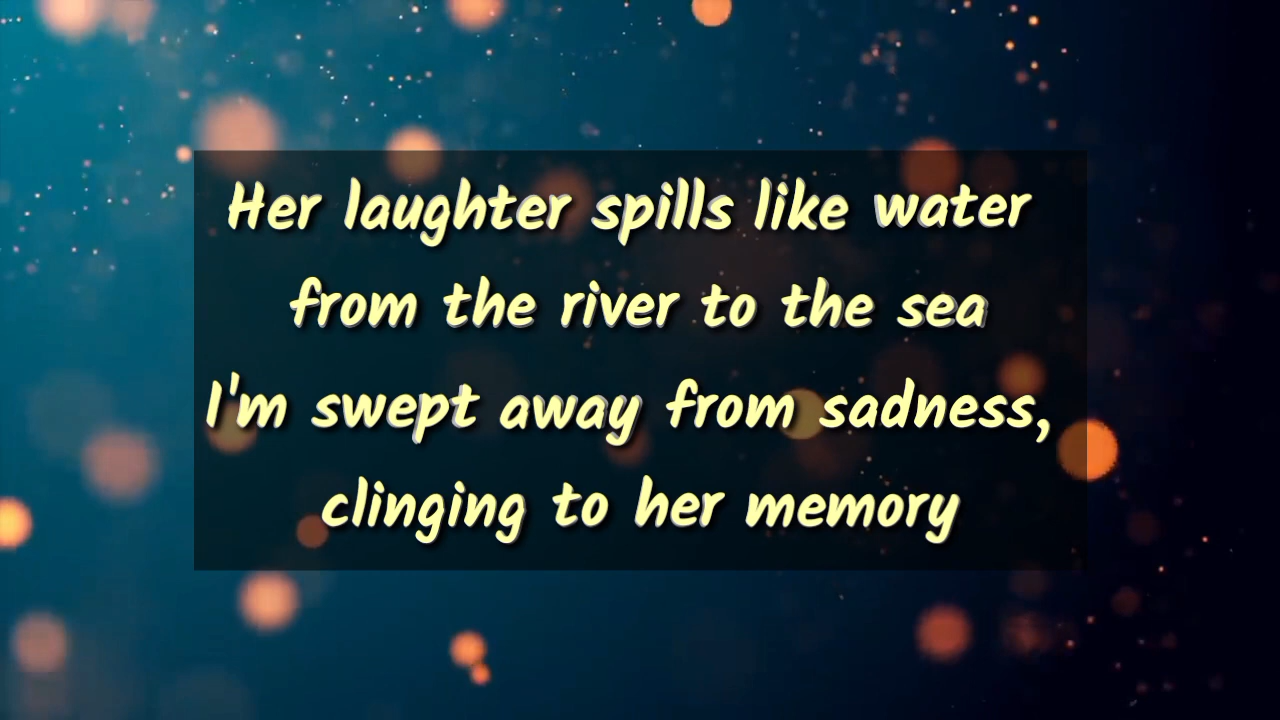 Her laughter spills like water
from the river to the sea
I'm swept away from sadness,
clinging to her memory